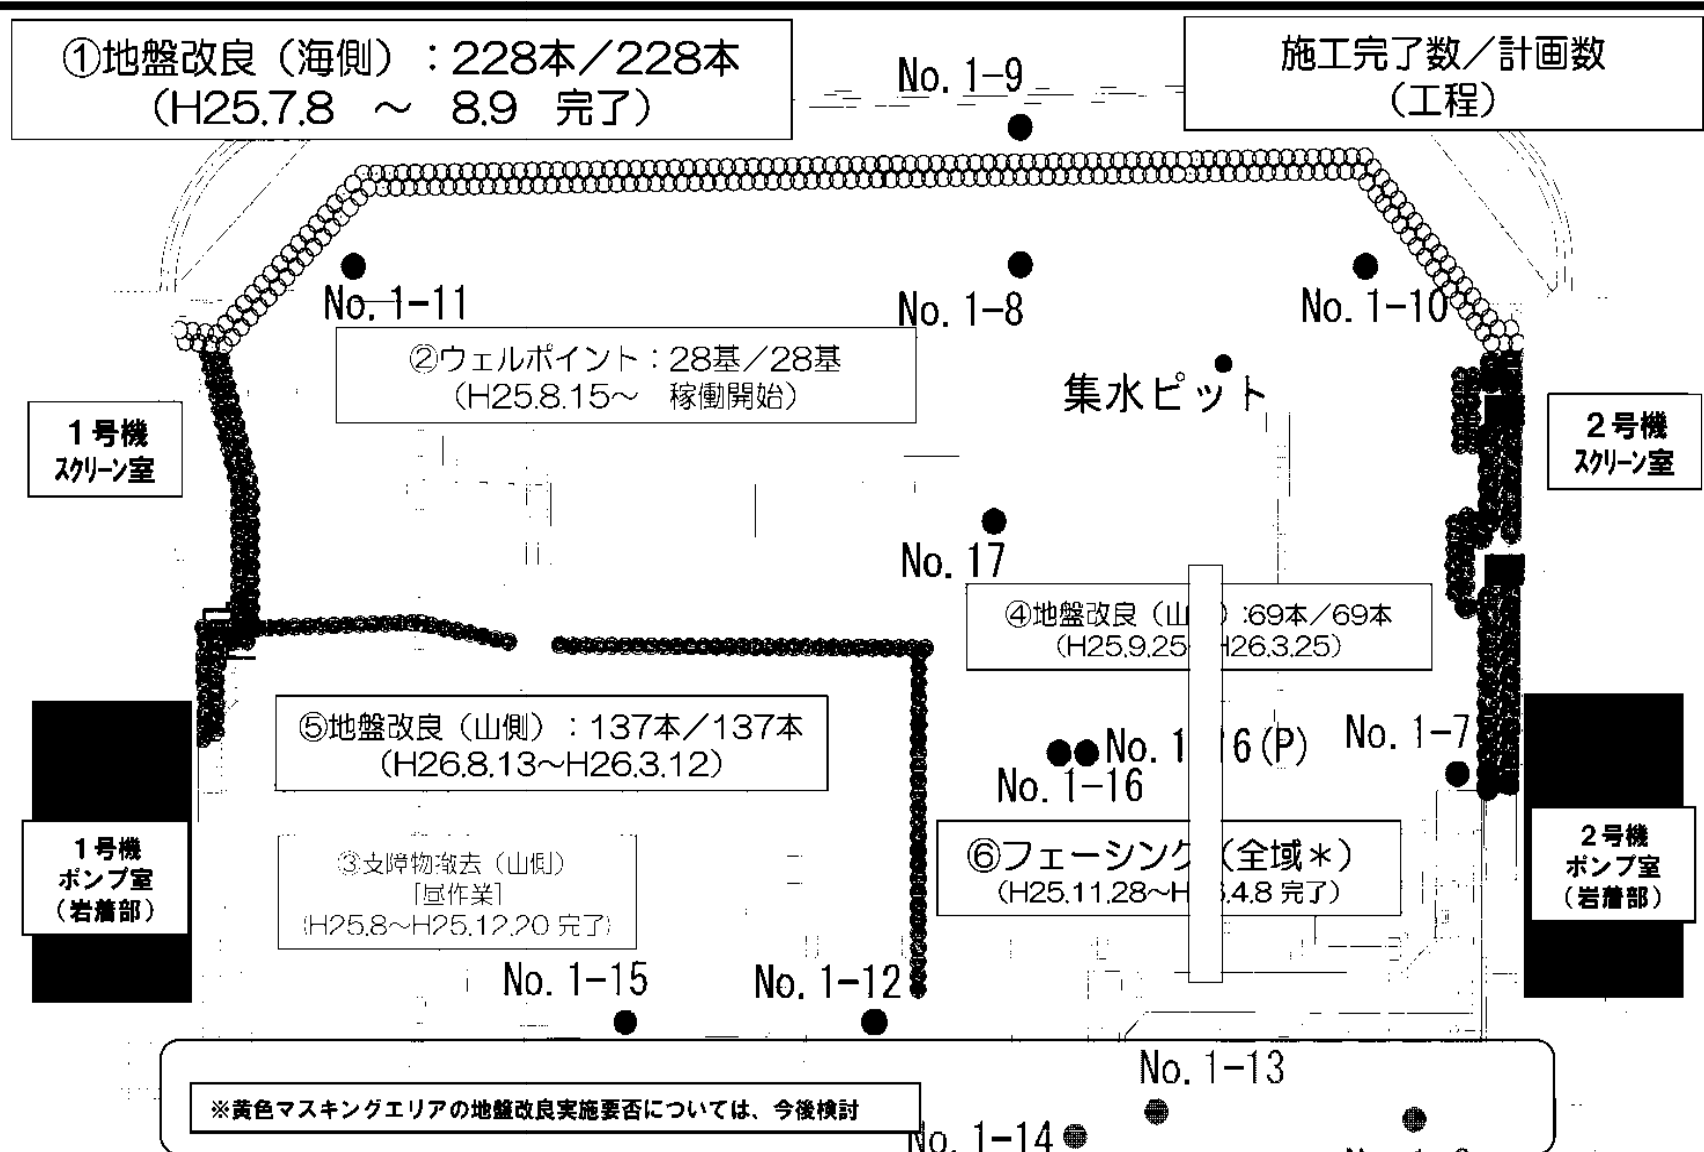 ①地盤改良（海側）：228本／228本
（H25.7.8　～　8.9　完了）
No. 1-9
施工完了数／計画数
（工程）
No. 1-11
No. 1-8
No. 1-10
②ウェルポイント：28基／28基
（H25.8.15～　稼働開始）
集水ピット
1号機
スクリーン室
2号機
スクリーン室
No. 17
④地盤改良（山　）:69本／69本
（H25.9.25　H26.3.25）
⑤地盤改良（山側）：137本／137本
（H26.8.13～H26.3.12）
No. 1　16(P)
No. 1-16
No. 1-7
1号機
ポンプ室
（岩着部）
③支障物撤去（山側）
［昼作業］
（H25.8～H25.12.20 完了）
⑥フェーシング（全域＊）
（H25.11.28～H　.4.8 完了）
2号機
ポンプ室
（岩着部）
No. 1-15
No. 1-12
No. 1-13
※黄色マスキングエリアの地盤改良実施要否については、今後検討
No. 1-14